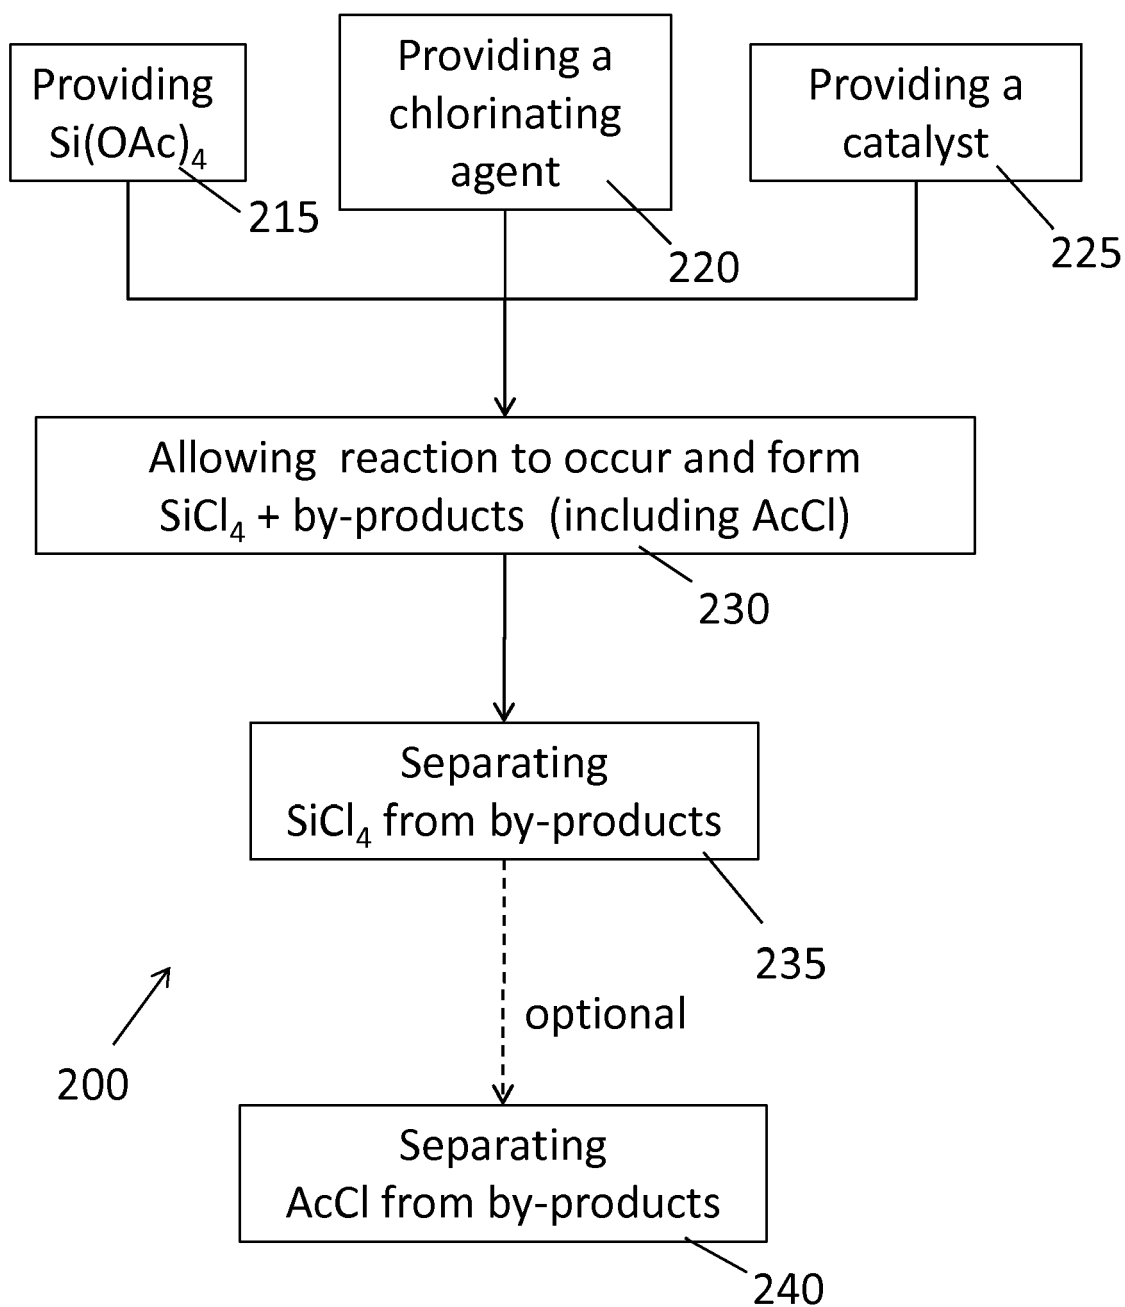 Providing
Si(OAc)4
215
Providing a
chlorinating
agent
220
Providing a
catalyst
225
Allowing reaction to occur and form
SiCl4 + by-products (including AcCl)
230
Separating
SiCl4 from by-products
235
optional
200
Separating
AcCl from by-products
240